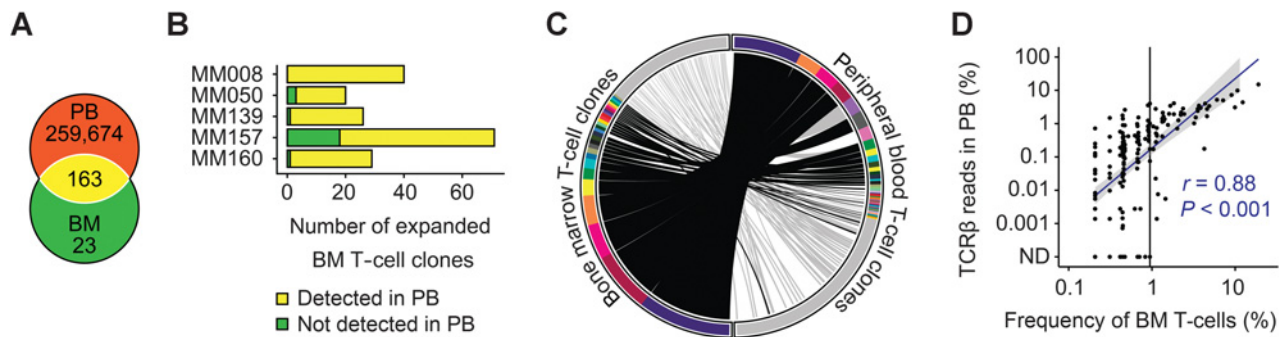 A
PB
259,674
163
BM
23
B
MM008
MM050
MM139
MM157
MM160
0 20 40 60
Number of expanded
BM T-cell clones
Detected in PB
Not detected in PB
C
Bone marrow T-cell clones
Peripheral blood T-cell clones
D
TCRβ reads in PB (%)
100
10
1
0.1
0.01
0.001
ND
r = 0.88
P < 0.001
0.1 1 10
Frequency of BM T-cells (%)